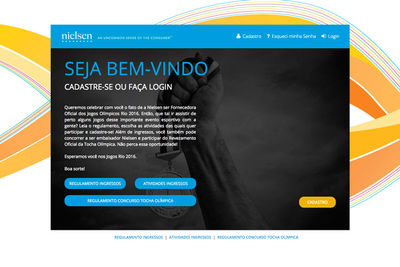 nielsen
AN UNCOMMON SENSE OF THE CONSUMER™
Cadastro
Esqueci minha Senha
Login
SEJA BEM-VINDO
CADASTRE-SE OU FAÇA LOGIN
Queremos celebrar com você o fato de a Nielsen ser Fornecedora
Oficial dos Jogos Olímpicos Rio 2016. Então, que tal ir assistir de
perto alguns jogos desse importante evento esportivo com a
gente? Leia o regulamento, escolha as atividades das quais quer
participar e cadastre-se! Além de ingressos, você também pode
concorrer a ser embaixador Nielsen e participar do Revezamento
Oficial da Tocha Olímpica. Não perca essa oportunidade!
Esperamos você nos Jogos Rio 2016.
Boa sorte!
REGULAMENTO INGRESSOS
ATIVIDADES INGRESSOS
REGULAMENTO CONCURSO TOCHA OLÍMPICA
CADASTRO
REGULAMENTO INGRESSOS | ATIVIDADES INGRESSOS | REGULAMENTO CONCURSO TOCHA OLÍMPICA